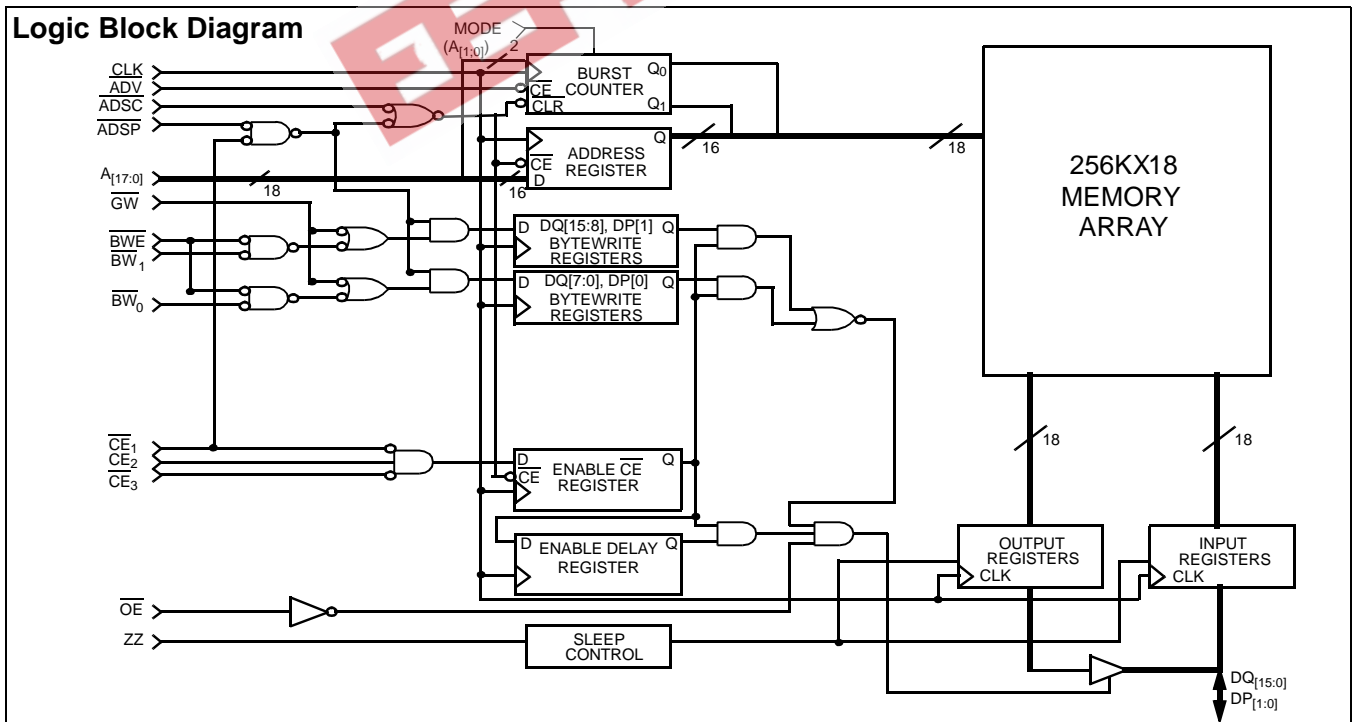 Logic Block Diagram
MODE
(A[1:0])
2
CLK
ADV
ADSC
ADSP
A[17:0]
18
GW
BWE
BW1
BW0
CE1
CE2
CE3
OE
ZZ
BURST
COUNTER
CE
CLR
Q0
Q1
ADDRESS
REGISTER
CE
D
Q
16
16
18
256KX18
MEMORY
ARRAY
D DQ[15:8], DP[1] Q
BYTEWRITE
REGISTERS
D DQ[7:0], DP[0] Q
BYTEWRITE
REGISTERS
D ENABLE CE Q
CE REGISTER
D ENABLE DELAY Q
REGISTER
SLEEP
CONTROL
18
18
OUTPUT
REGISTERS
CLK
INPUT
REGISTERS
CLK
DQ[15:0]
DP[1:0]